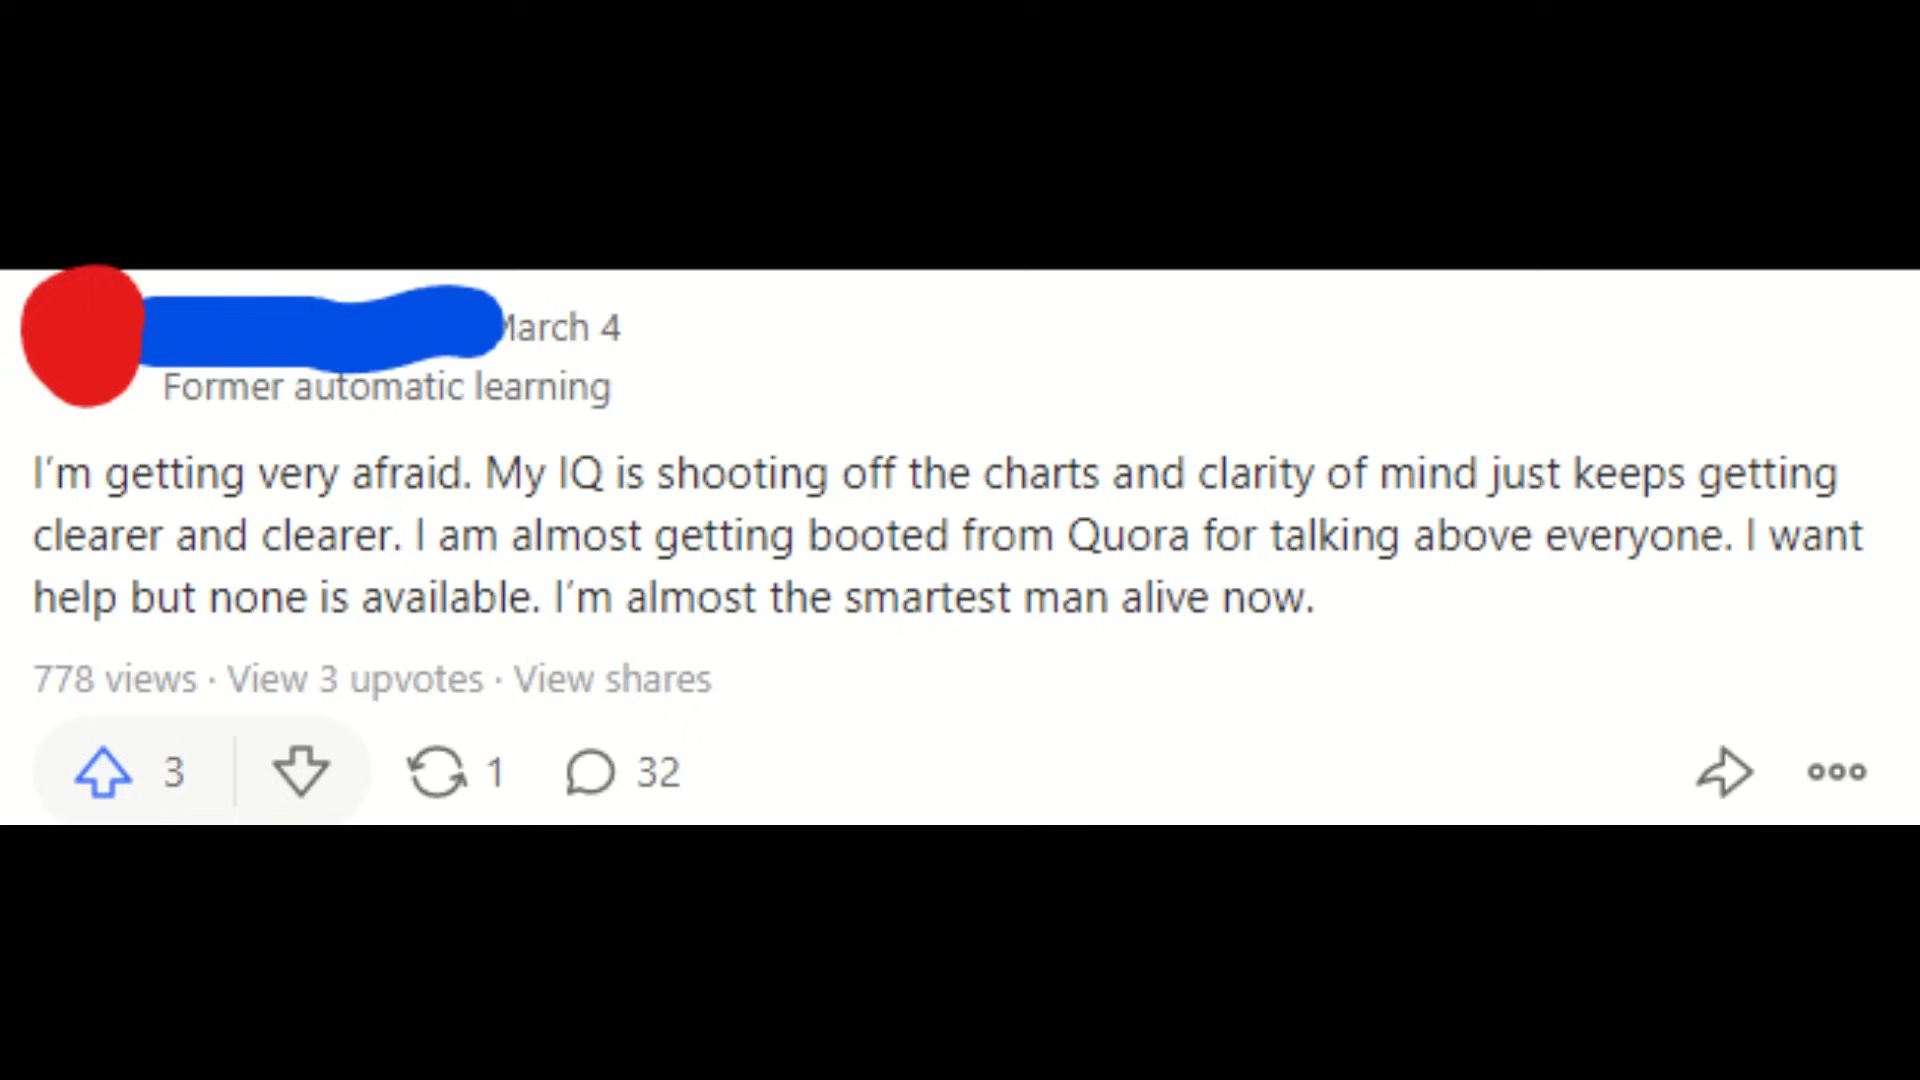 March 4
Former automatic learning
I'm getting very afraid. My IQ is shooting off the charts and clarity of mind just keeps getting
clearer and clearer. I am almost getting booted from Quora for talking above everyone. I want
help but none is available. I'm almost the smartest man alive now.
778 views · View 3 upvotes · View shares
3 1 32